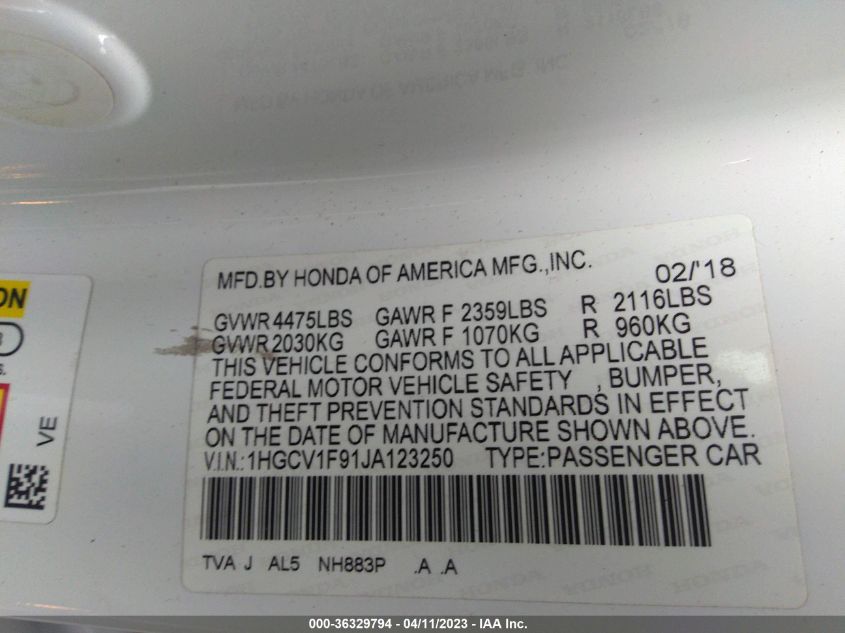 MFD.BY HONDA OF AMERICA MFG.,INC. 02/'18
GVWR 4475LBS GAWR F 2359LBS R 2116LBS
GVWR 2030KG GAWR F 1070KG R 960KG
THIS VEHICLE CONFORMS TO ALL APPLICABLE
FEDERAL MOTOR VEHICLE SAFETY , BUMPER,
AND THEFT PREVENTION STANDARDS IN EFFECT
ON THE DATE OF MANUFACTURE SHOWN ABOVE.
V.I.N.: 1HGCV1F91JA123250 TYPE:PASSENGER CAR
TVA J AL5 NH883P .A .A
ON
VE
000-36329794 - 04/11/2023 - IAA Inc.